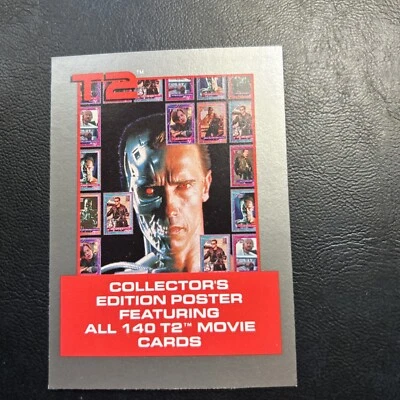 T2™
COLLECTOR'S
EDITION POSTER
FEATURING
ALL 140 T2™ MOVIE
CARDS